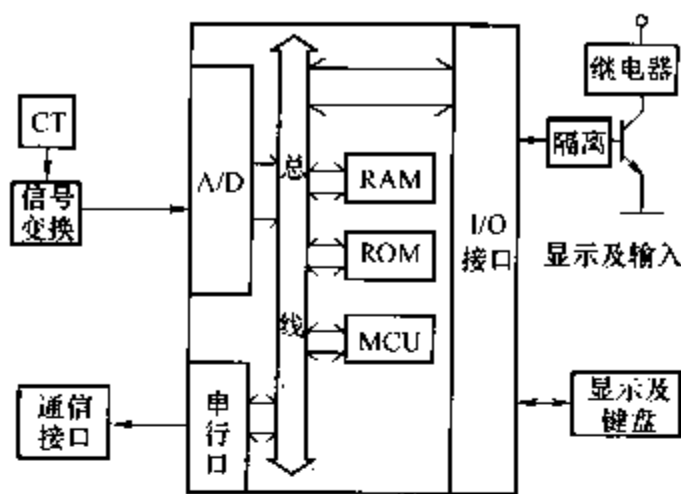 CT
信号
变换
A/D
总
线
RAM
ROM
MCU
串
行
口
通信
接口
I/O
接口
继电器
隔离
显示及输入
显示及
键盘